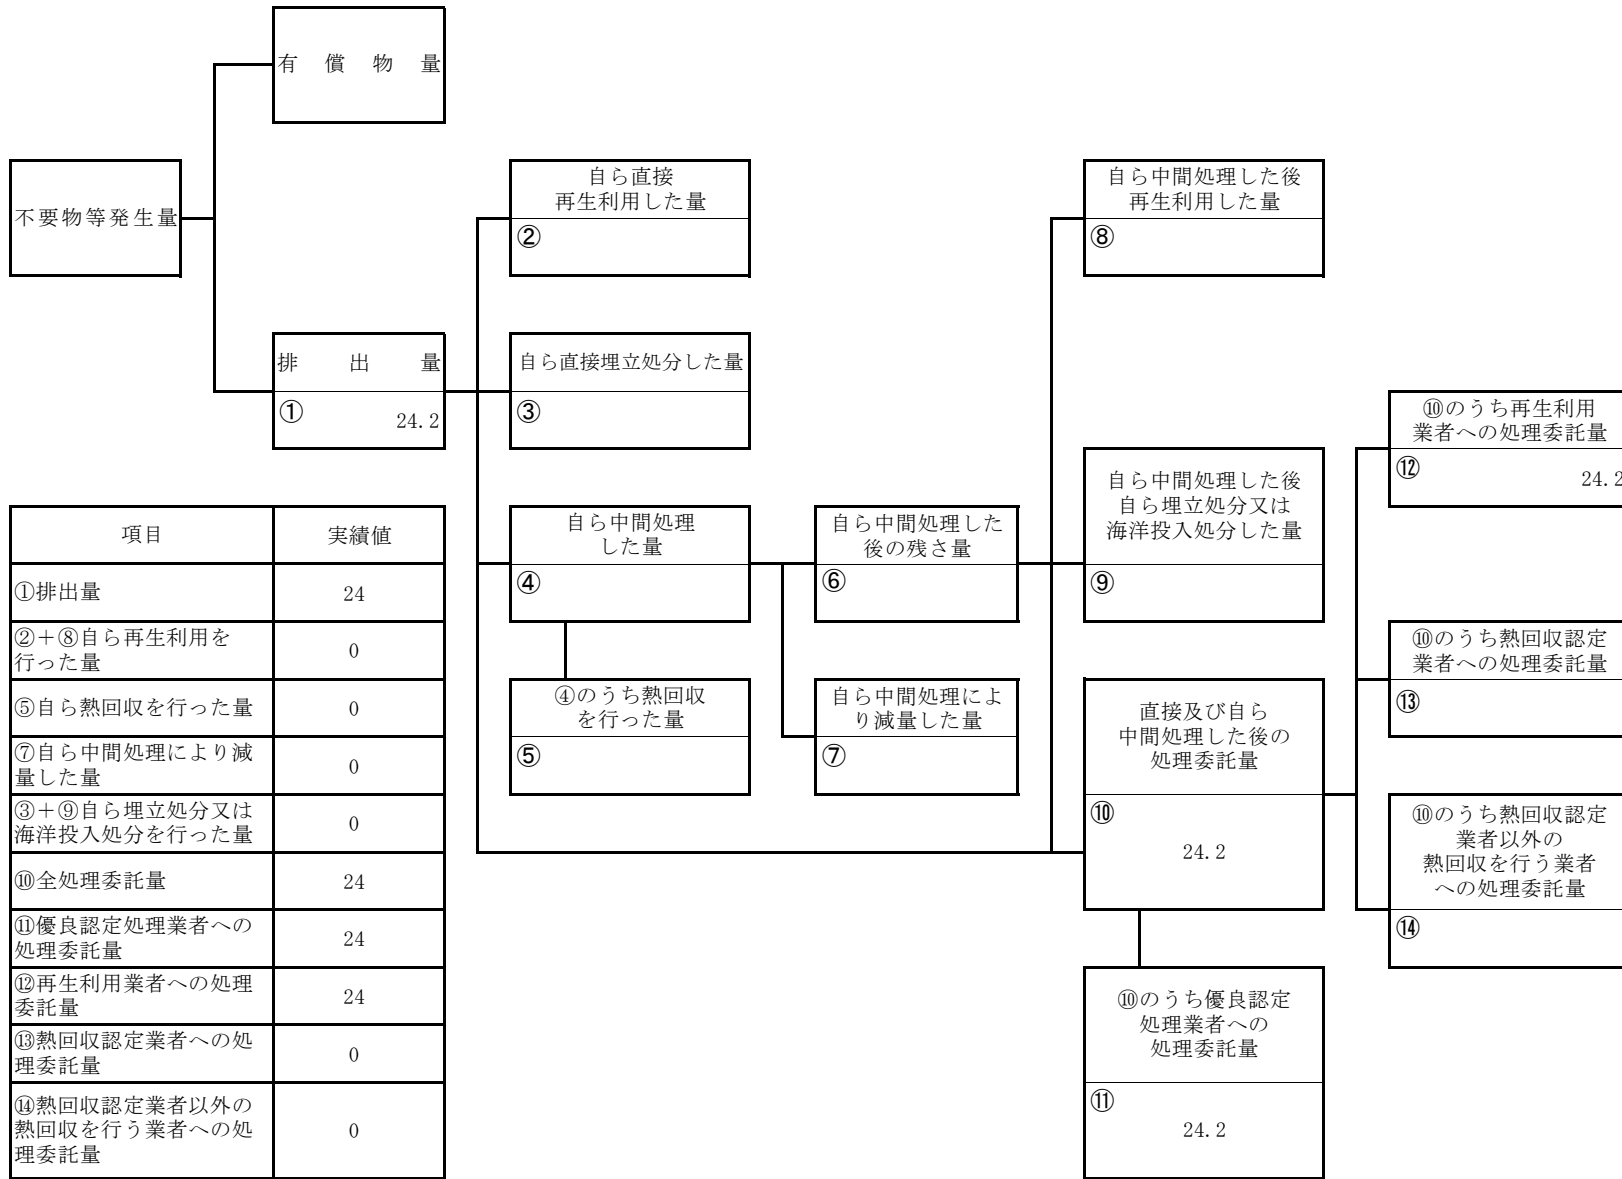 有償物量
不要物等発生量
排出量
① 24.2
自ら直接
再生利用した量
②
自ら直接埋立処分した量
③
自ら中間処理
した量
④
④のうち熱回収
を行った量
⑤
自ら中間処理した
後の残さ量
⑥
自ら中間処理によ
り減量した量
⑦
自ら中間処理した後
再生利用した量
⑧
自ら中間処理した後
自ら埋立処分又は
海洋投入処分した量
⑨
直接及び自ら
中間処理した後の
処理委託量
⑩
24.2
⑩のうち優良認定
処理業者への
処理委託量
⑪
24.2
⑩のうち再生利用
業者への処理委託量
⑫ 24.2
⑩のうち熱回収認定
業者への処理委託量
⑬
⑩のうち熱回収認定
業者以外の
熱回収を行う業者
への処理委託量
⑭
項目 実績値
①排出量 24
②+⑧自ら再生利用を
行った量 0
⑤自ら熱回収を行った量 0
⑦自ら中間処理により減
量した量 0
③+⑨自ら埋立処分又は
海洋投入処分を行った量 0
⑩全処理委託量 24
⑪優良認定処理業者への
処理委託量 24
⑫再生利用業者への処理
委託量 24
⑬熱回収認定業者への処
理委託量 0
⑭熱回収認定業者以外の
熱回収を行う業者への処
理委託量 0